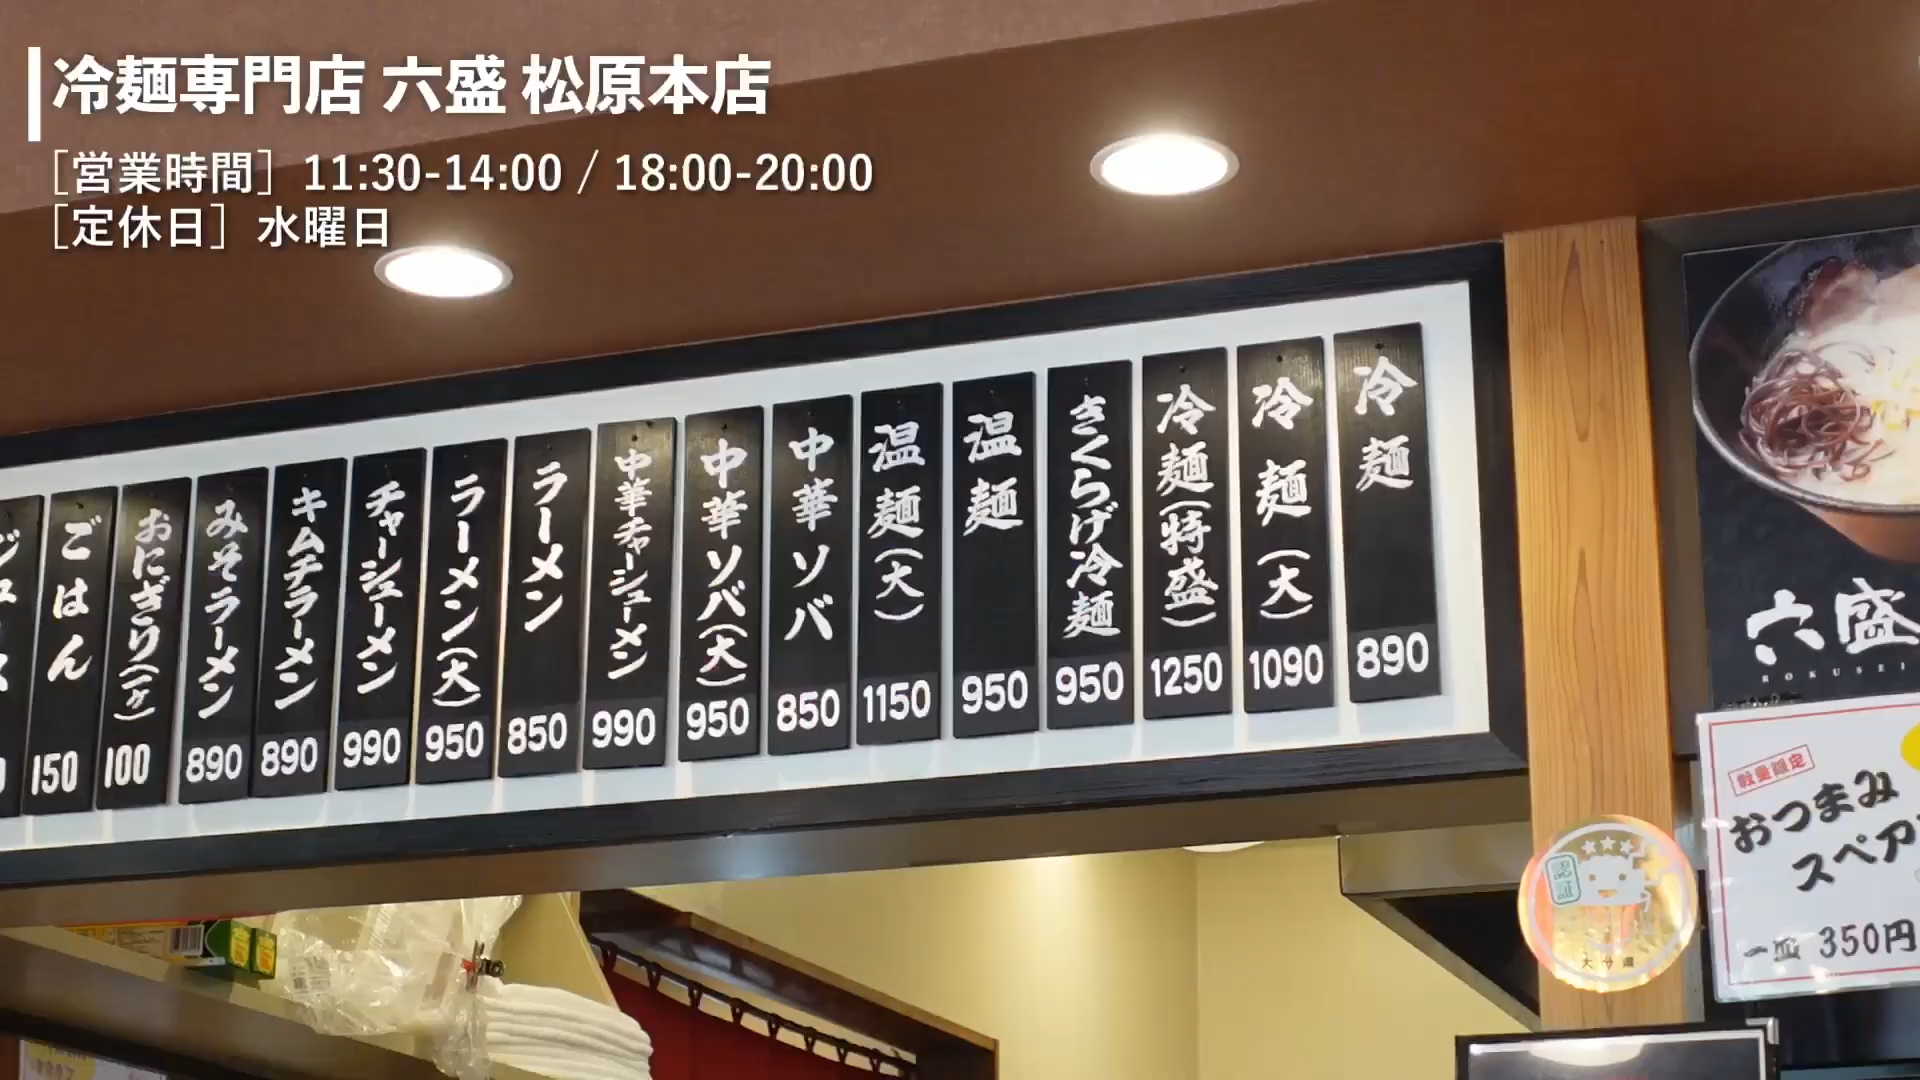 冷麺専門店 六盛 松原本店
［営業時間］11:30-14:00 / 18:00-20:00
［定休日］水曜日
冷麺 890
冷麺（大） 1090
冷麺（特盛） 1250
きくらげ冷麺 950
温麺 950
温麺（大） 1150
中華ソバ 850
中華ソバ（大） 950
中華チャーシューメン 990
ラーメン 850
ラーメン（大） 950
チャーシューメン 990
キムチラーメン 890
みそラーメン 890
おにぎり（一ヶ） 100
ごはん 150
六盛
ROKUSEI
数量限定
おつまみ
スペア
一皿 350円
認証
大分県